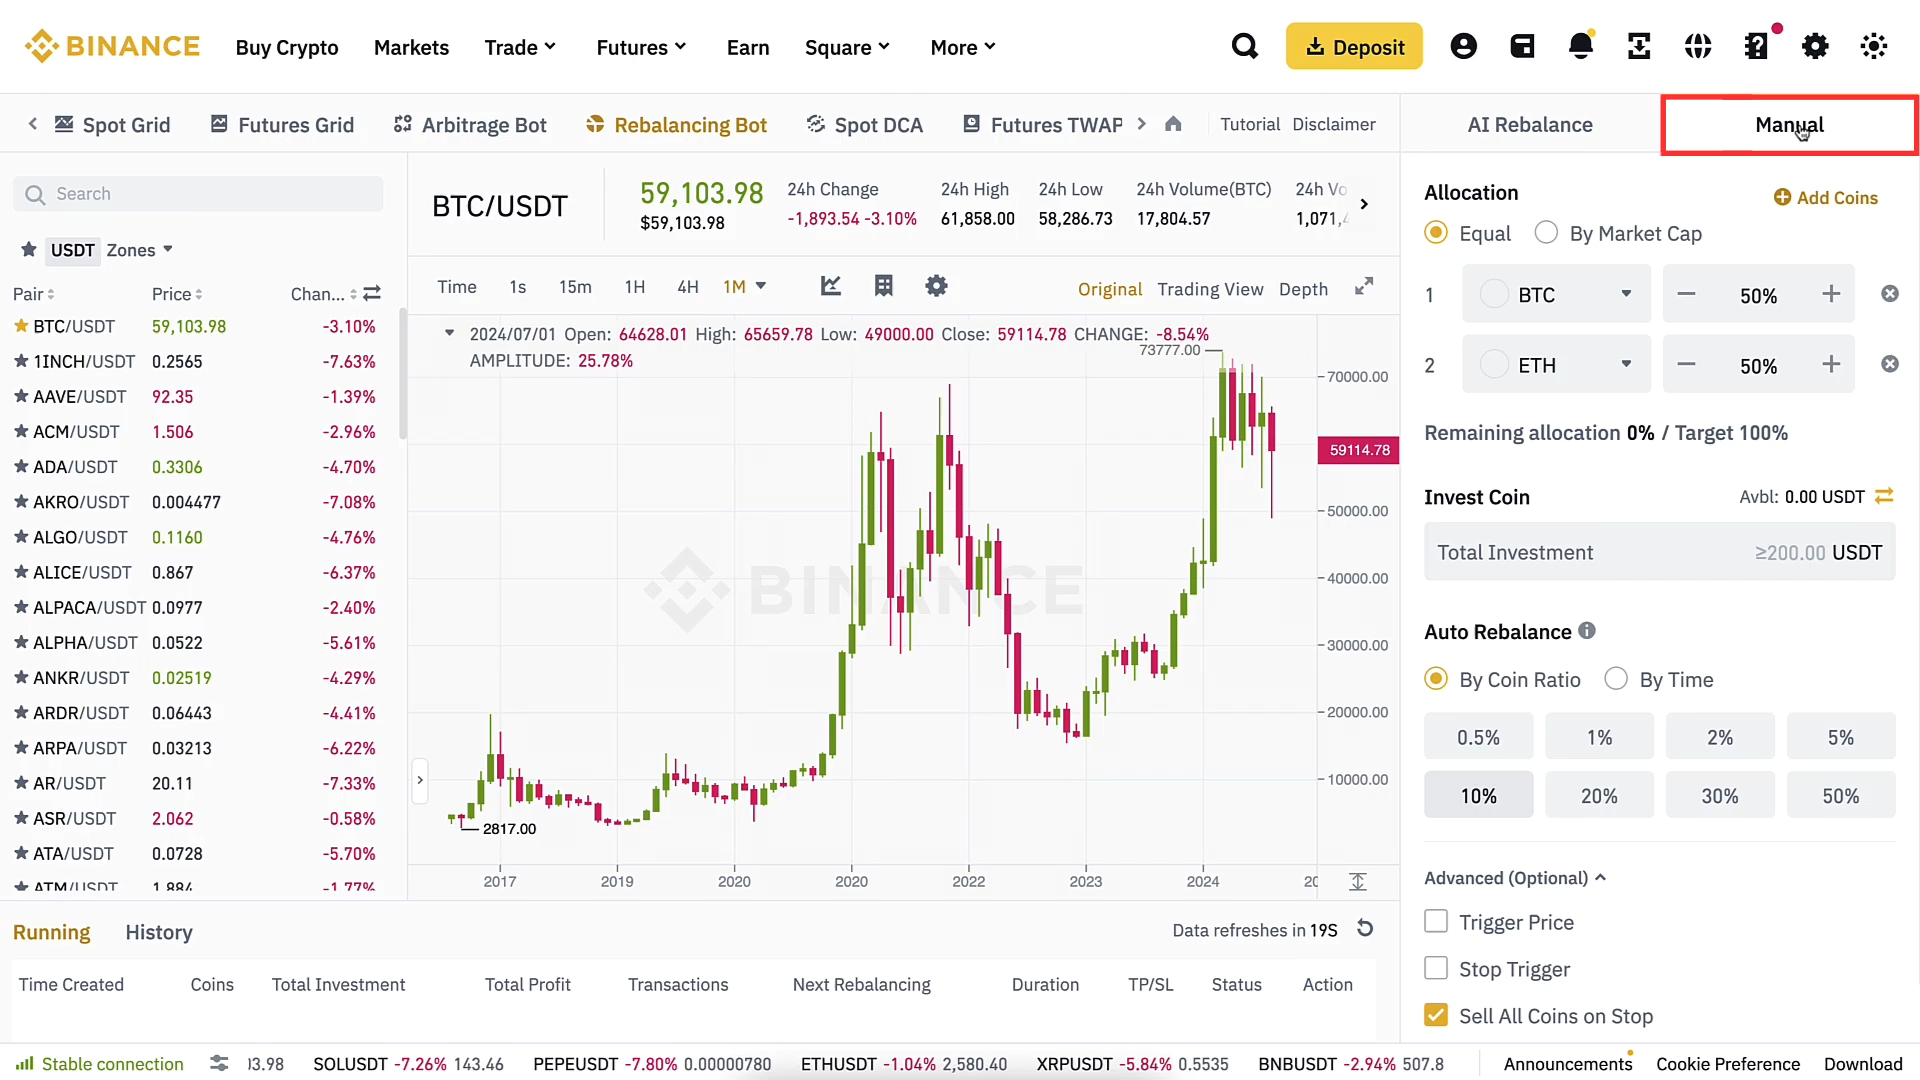 BINANCE
Buy Crypto Markets Trade Futures Earn Square More Deposit
Spot Grid Futures Grid Arbitrage Bot Rebalancing Bot Spot DCA Futures TWAP Tutorial Disclaimer
AI Rebalance Manual
Search
USDT Zones
Pair Price Chan...
BTC/USDT 59,103.98 -3.10%
1INCH/USDT 0.2565 -7.63%
AAVE/USDT 92.35 -1.39%
ACM/USDT 1.506 -2.96%
ADA/USDT 0.3306 -4.70%
AKRO/USDT 0.004477 -7.08%
ALGO/USDT 0.1160 -4.76%
ALICE/USDT 0.867 -6.37%
ALPACA/USDT 0.0977 -2.40%
ALPHA/USDT 0.0522 -5.61%
ANKR/USDT 0.02519 -4.29%
ARDR/USDT 0.06443 -4.41%
ARPA/USDT 0.03213 -6.22%
AR/USDT 20.11 -7.33%
ASR/USDT 2.062 -0.58%
ATA/USDT 0.0728 -5.70%
ATM/USDT 1.884 -1.77%
BTC/USDT
59,103.98
$59,103.98
24h Change
-1,893.54 -3.10%
24h High
61,858.00
24h Low
58,286.73
24h Volume(BTC)
17,804.57
24h Vo
1,071,4
Time 1s 15m 1H 4H 1M Original Trading View Depth
2024/07/01 Open: 64628.01 High: 65659.78 Low: 49000.00 Close: 59114.78 CHANGE: -8.54%
AMPLITUDE: 25.78%
73777.00
70000.00
59114.78
50000.00
40000.00
30000.00
20000.00
10000.00
BINANCE
2817.00
2017 2019 2020 2020 2022 2023 2024 20
Allocation Add Coins
Equal By Market Cap
1 BTC 50%
2 ETH 50%
Remaining allocation 0% / Target 100%
Invest Coin Avbl: 0.00 USDT
Total Investment ≥200.00 USDT
Auto Rebalance
By Coin Ratio By Time
0.5% 1% 2% 5%
10% 20% 30% 50%
Advanced (Optional)
Trigger Price
Stop Trigger
Sell All Coins on Stop
Running History Data refreshes in 19S
Time Created Coins Total Investment Total Profit Transactions Next Rebalancing Duration TP/SL Status Action
Stable connection 3.98 SOLUSDT -7.26% 143.46 PEPEUSDT -7.80% 0.00000780 ETHUSDT -1.04% 2,580.40 XRPUSDT -5.84% 0.5535 BNBUSDT -2.94% 507.8 Announcements Cookie Preference Download